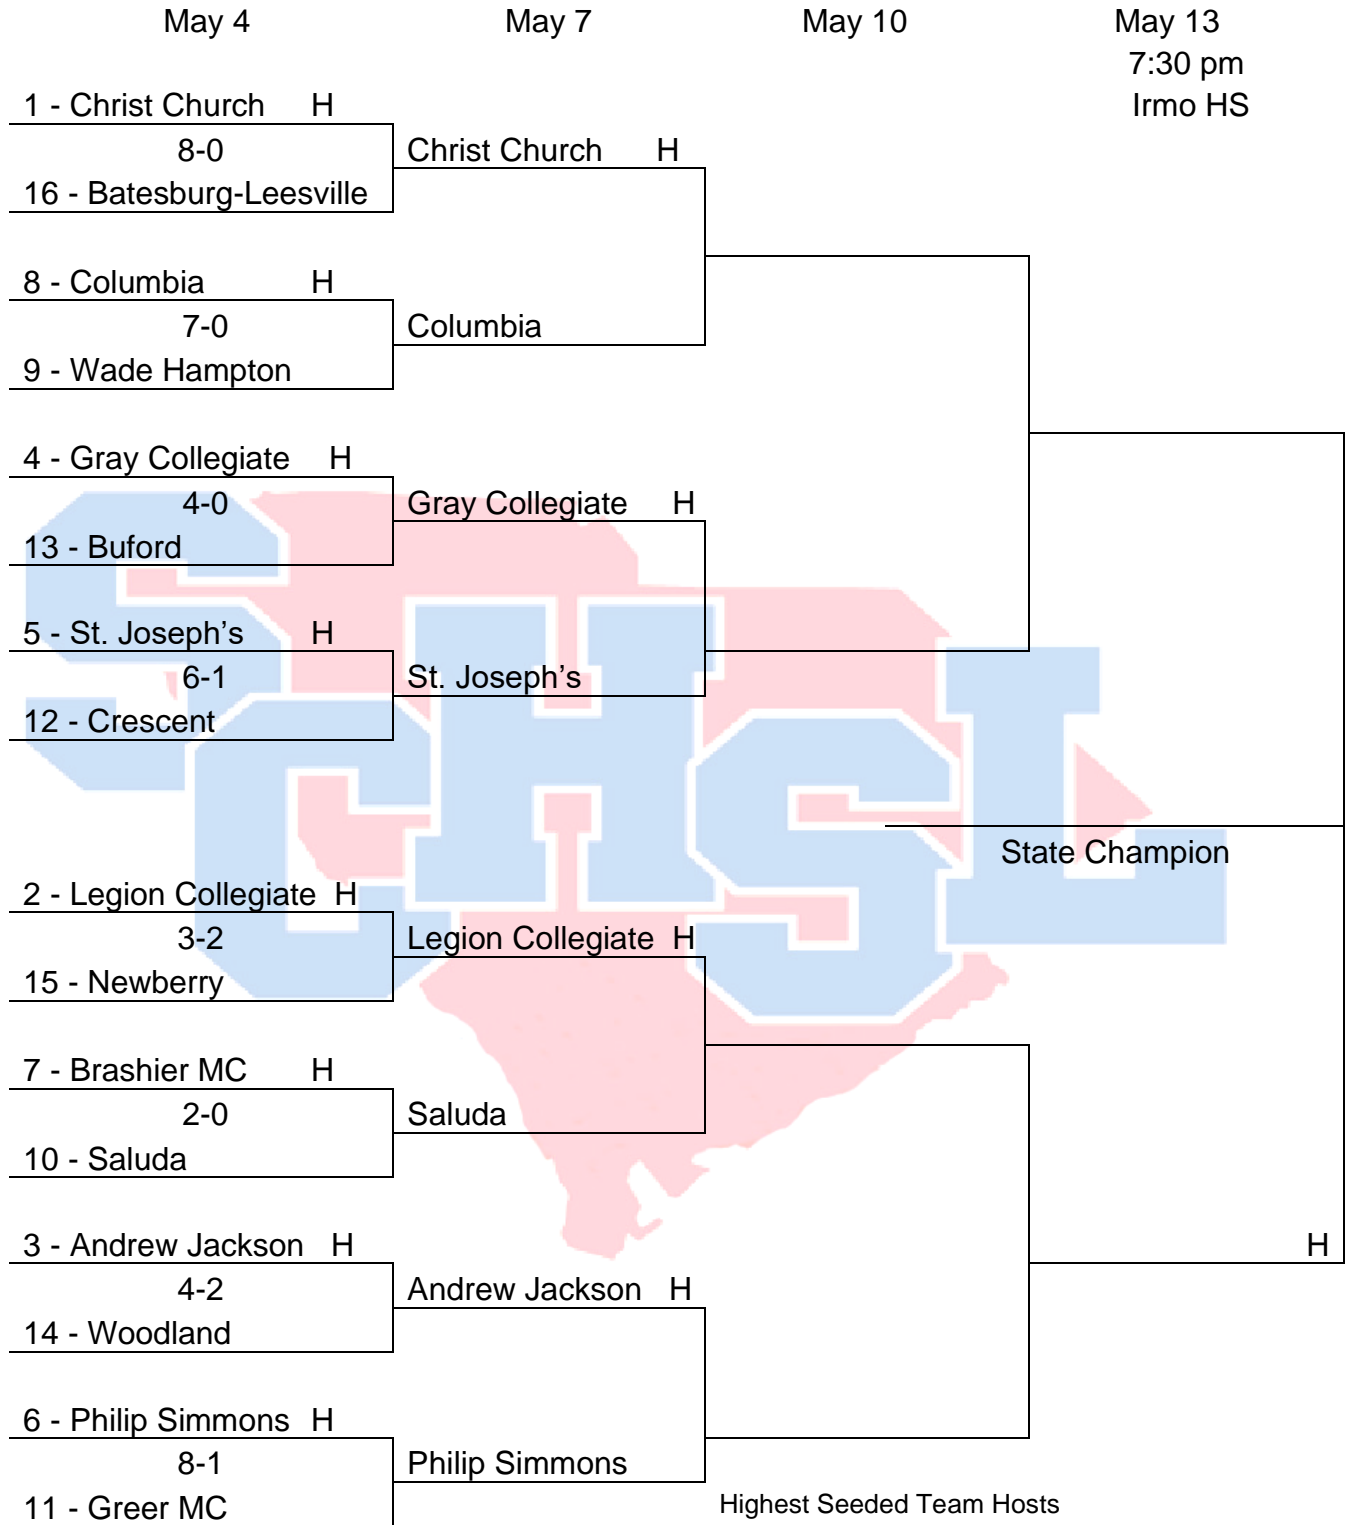 May 4 May 7 May 10 May 13
7:30 pm
Irmo HS
1 - Christ Church H
8-0
16 - Batesburg-Leesville
Christ Church H
8 - Columbia H
7-0
9 - Wade Hampton
Columbia
4 - Gray Collegiate H
4-0
13 - Buford
Gray Collegiate H
5 - St. Joseph’s H
6-1
12 - Crescent
St. Joseph’s
2 - Legion Collegiate H
3-2
15 - Newberry
Legion Collegiate H
7 - Brashier MC H
2-0
10 - Saluda
Saluda
3 - Andrew Jackson H
4-2
14 - Woodland
Andrew Jackson H
6 - Philip Simmons H
8-1
11 - Greer MC
Philip Simmons
State Champion
H
Highest Seeded Team Hosts
SCHSL